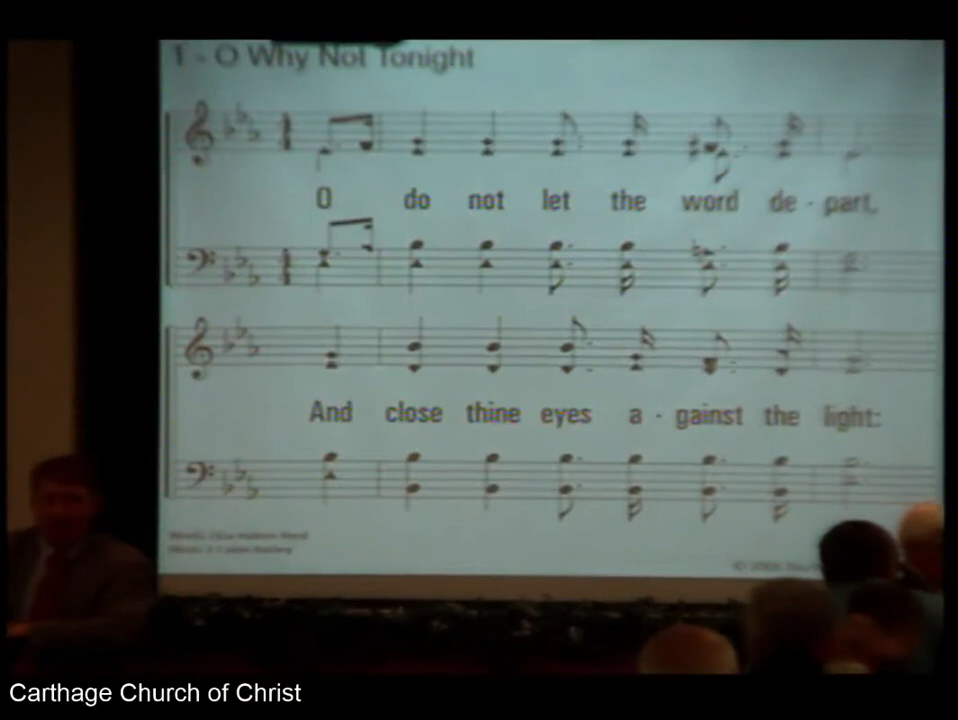 1 - O Why Not Tonight
O do not let the word de - part,
And close thine eyes a - gainst the light:
Carthage Church of Christ